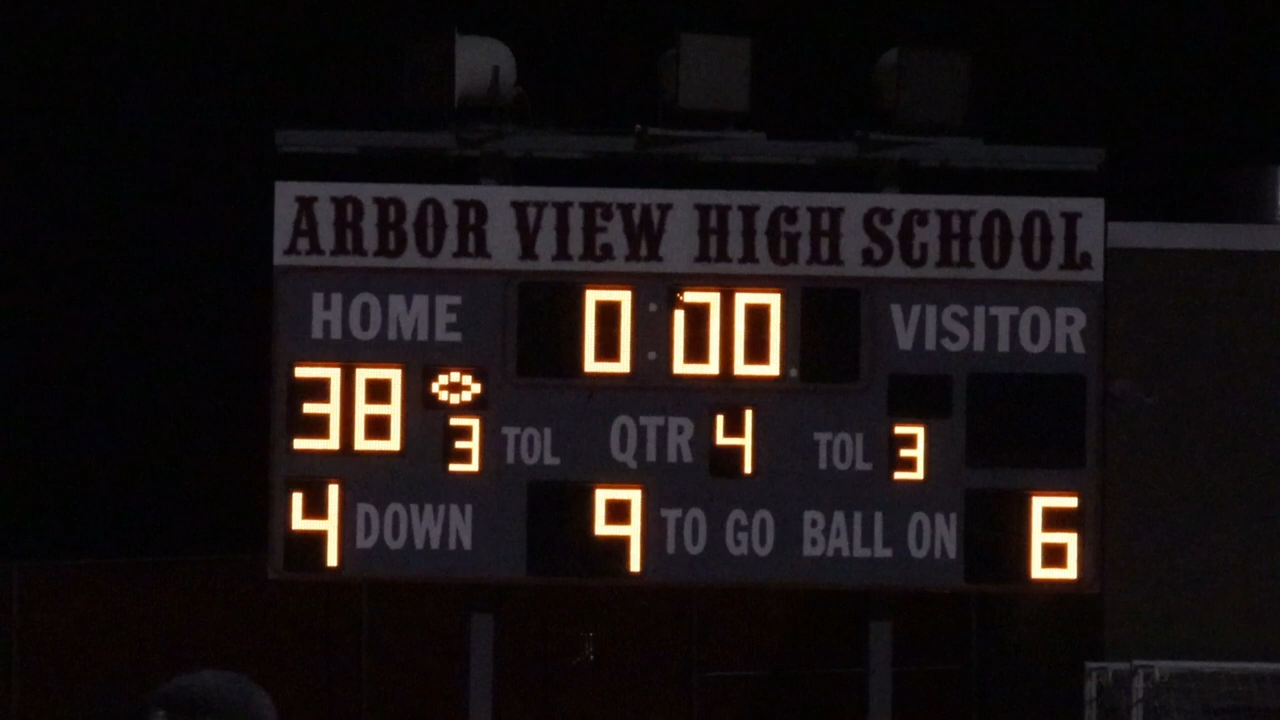 ARBOR VIEW HIGH SCHOOL
HOME 0:00 VISITOR
38 3 TOL QTR 4 TOL 3
4 DOWN 9 TO GO BALL ON 6